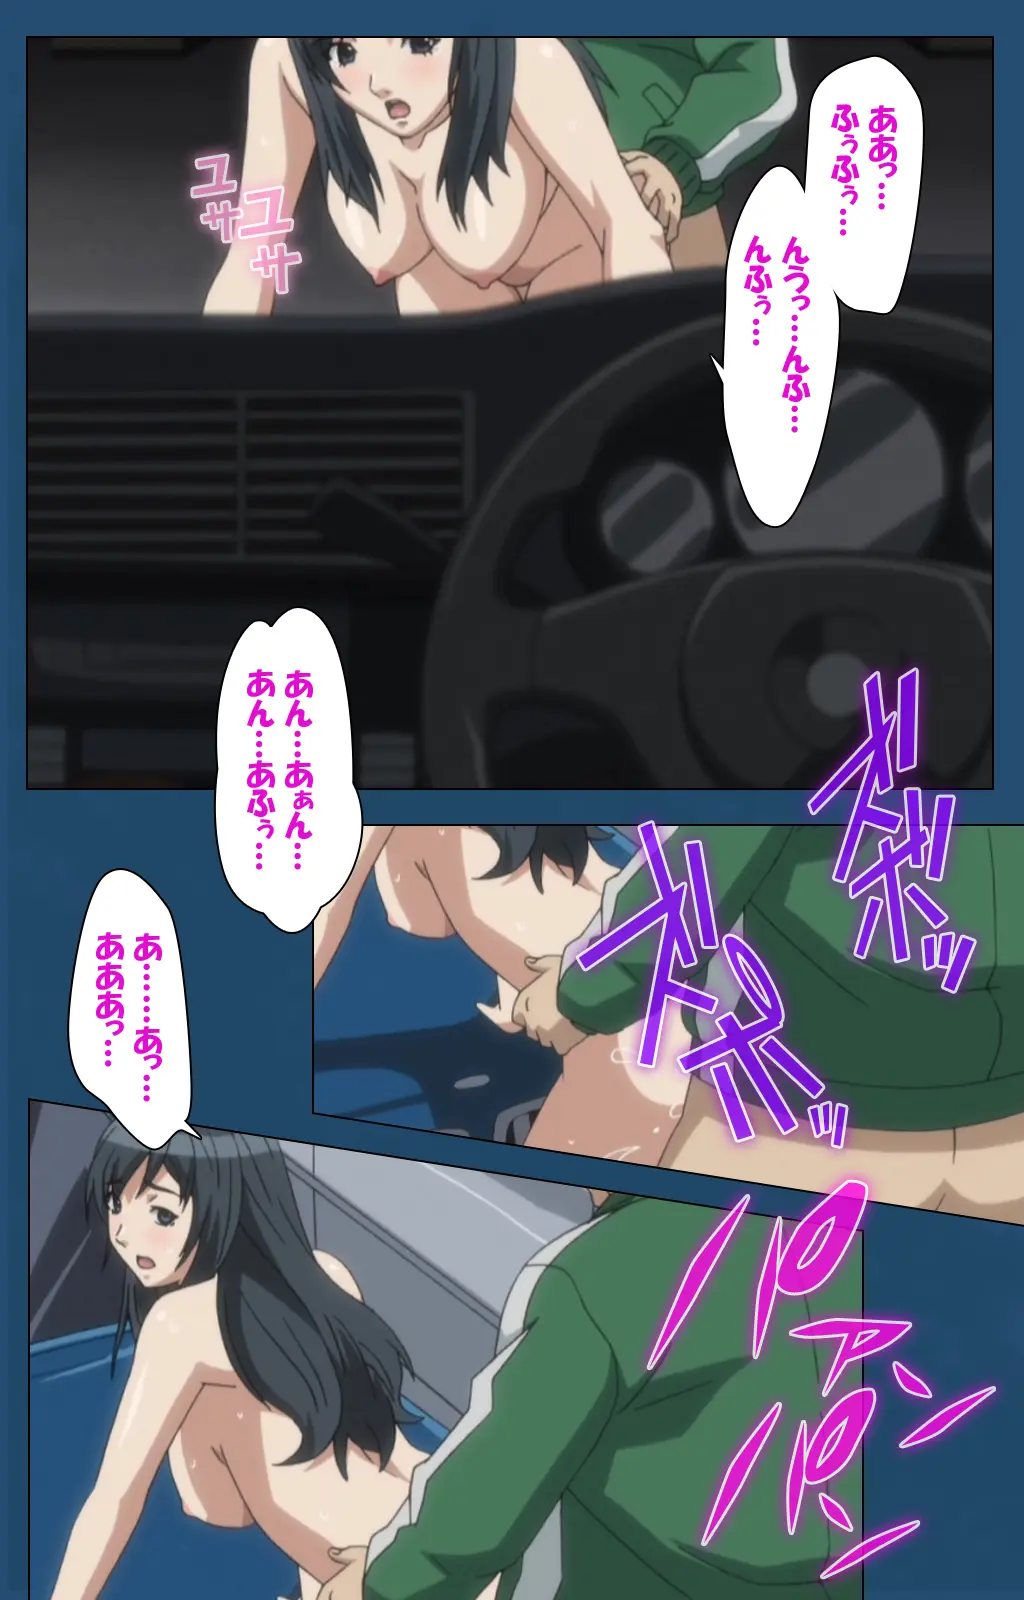 ああっ…
ふぅふぅ…
んうっ…んふ…
んふぅ…
ユサ
ユサ
あん…あぁん…
あん…あふぅ…
ズボッ
ズボッ
あ……あっ…
あああっ…
パァン
パン